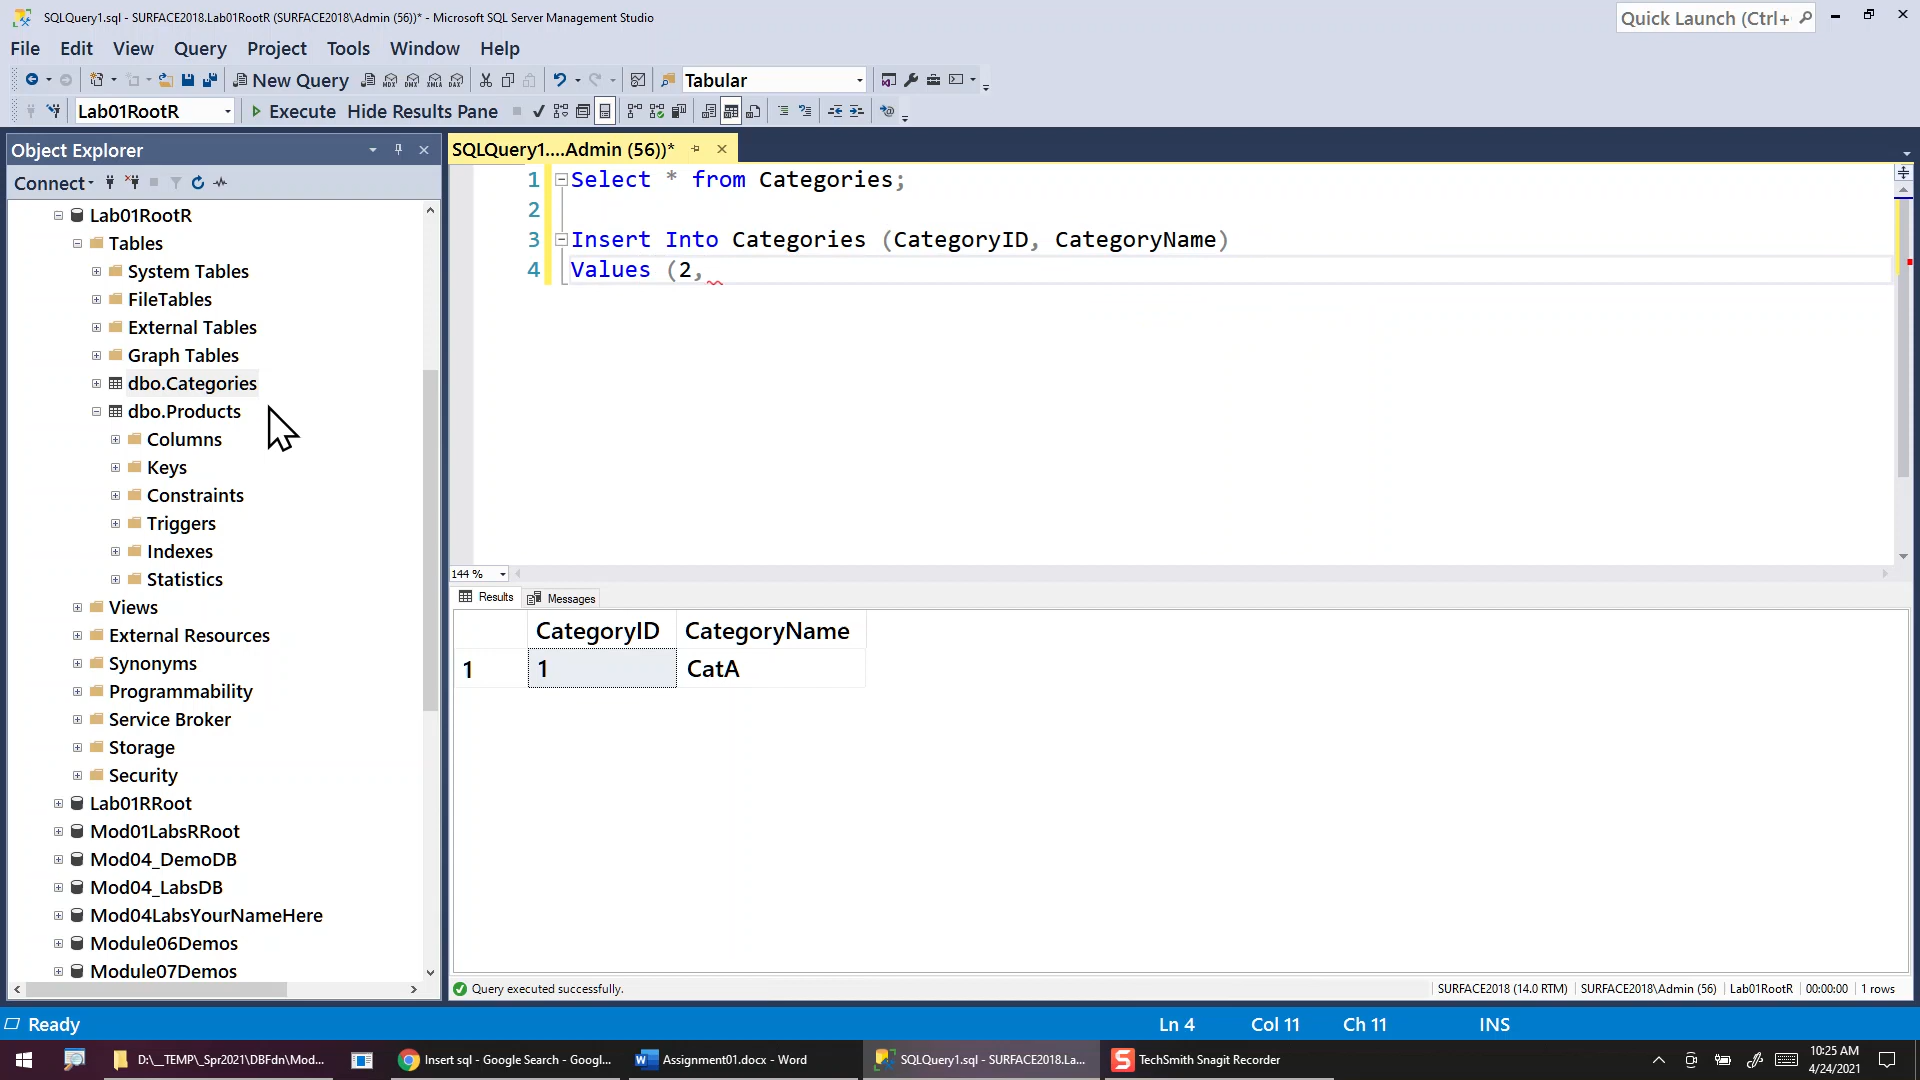 SQLQuery1.sql - SURFACE2018.Lab01RootR (SURFACE2018\Admin (56))* - Microsoft SQL Server Management Studio
Quick Launch (Ctrl+
File Edit View Query Project Tools Window Help
New Query
Tabular
Lab01RootR
Execute Hide Results Pane
Object Explorer
SQLQuery1....Admin (56))*
Connect
1 Select * from Categories;
2
3 Insert Into Categories (CategoryID, CategoryName)
4 Values (2,
Lab01RootR
Tables
System Tables
FileTables
External Tables
Graph Tables
dbo.Categories
dbo.Products
Columns
Keys
Constraints
Triggers
Indexes
Statistics
Views
External Resources
Synonyms
Programmability
Service Broker
Storage
Security
Lab01RRoot
Mod01LabsRRoot
Mod04_DemoDB
Mod04_LabsDB
Mod04LabsYourNameHere
Module06Demos
Module07Demos
144 %
Results Messages
CategoryID CategoryName
1 1 CatA
Query executed successfully.
SURFACE2018 (14.0 RTM) SURFACE2018\Admin (56) Lab01RootR 00:00:00 1 rows
Ready Ln 4 Col 11 Ch 11 INS
D:\__TEMP\_Spr2021\DBFdn\Mod...
Insert sql - Google Search - Googl...
Assignment01.docx - Word
SQLQuery1.sql - SURFACE2018.La...
TechSmith Snagit Recorder
10:25 AM
4/24/2021